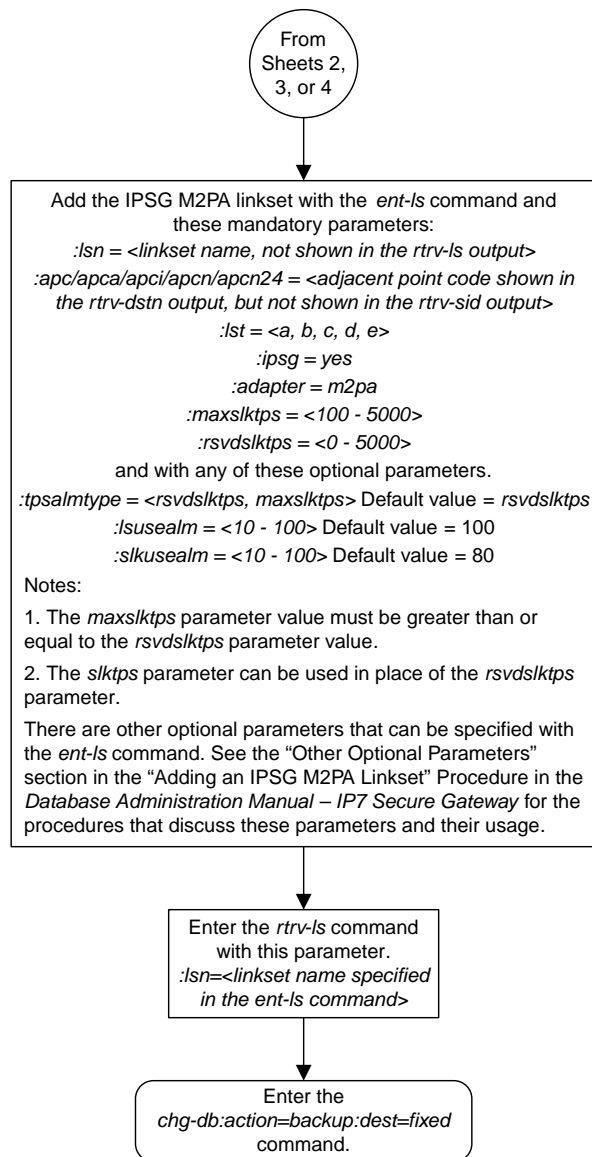 From
Sheets 2,
3, or 4
Add the IPSG M2PA linkset with the ent-ls command and
these mandatory parameters:
:lsn = <linkset name, not shown in the rtrv-ls output>
:apc/apca/apci/apcn/apcn24 = <adjacent point code shown in
the rtrv-dstn output, but not shown in the rtrv-sid output>
:lst = <a, b, c, d, e>
:ipsg = yes
:adapter = m2pa
:maxslktps = <100 - 5000>
:rsvdslktps = <0 - 5000>
and with any of these optional parameters.
:tpsalmtype = <rsvdslktps, maxslktps> Default value = rsvdslktps
:lsusealm = <10 - 100> Default value = 100
:slkusealm = <10 - 100> Default value = 80
Notes:
1. The maxslktps parameter value must be greater than or
equal to the rsvdslktps parameter value.
2. The slktps parameter can be used in place of the rsvdslktps
parameter.
There are other optional parameters that can be specified with
the ent-ls command. See the “Other Optional Parameters”
section in the “Adding an IPSG M2PA Linkset” Procedure in the
Database Administration Manual – IP7 Secure Gateway for the
procedures that discuss these parameters and their usage.
Enter the rtrv-ls command
with this parameter.
:lsn=<linkset name specified
in the ent-ls command>
Enter the
chg-db:action=backup:dest=fixed
command.